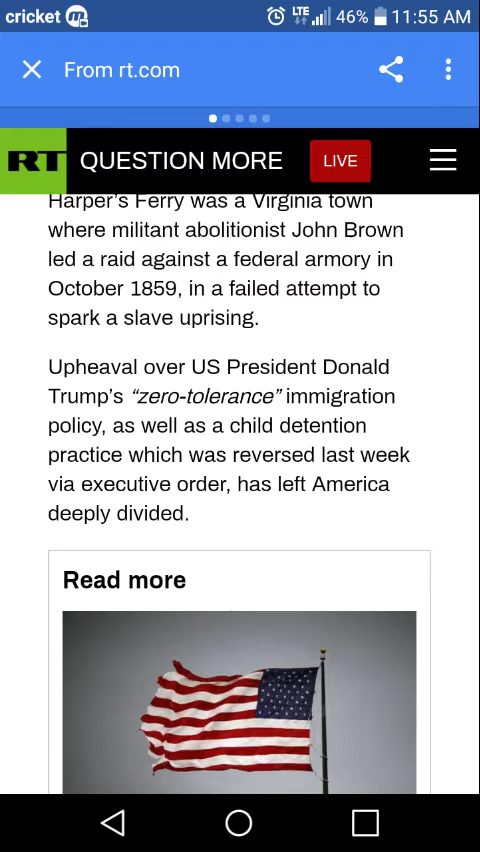 cricket LTE 46% 11:55 AM
From rt.com
RT QUESTION MORE LIVE
Harper’s Ferry was a Virginia town
where militant abolitionist John Brown
led a raid against a federal armory in
October 1859, in a failed attempt to
spark a slave uprising.
Upheaval over US President Donald
Trump’s “zero-tolerance” immigration
policy, as well as a child detention
practice which was reversed last week
via executive order, has left America
deeply divided.
Read more